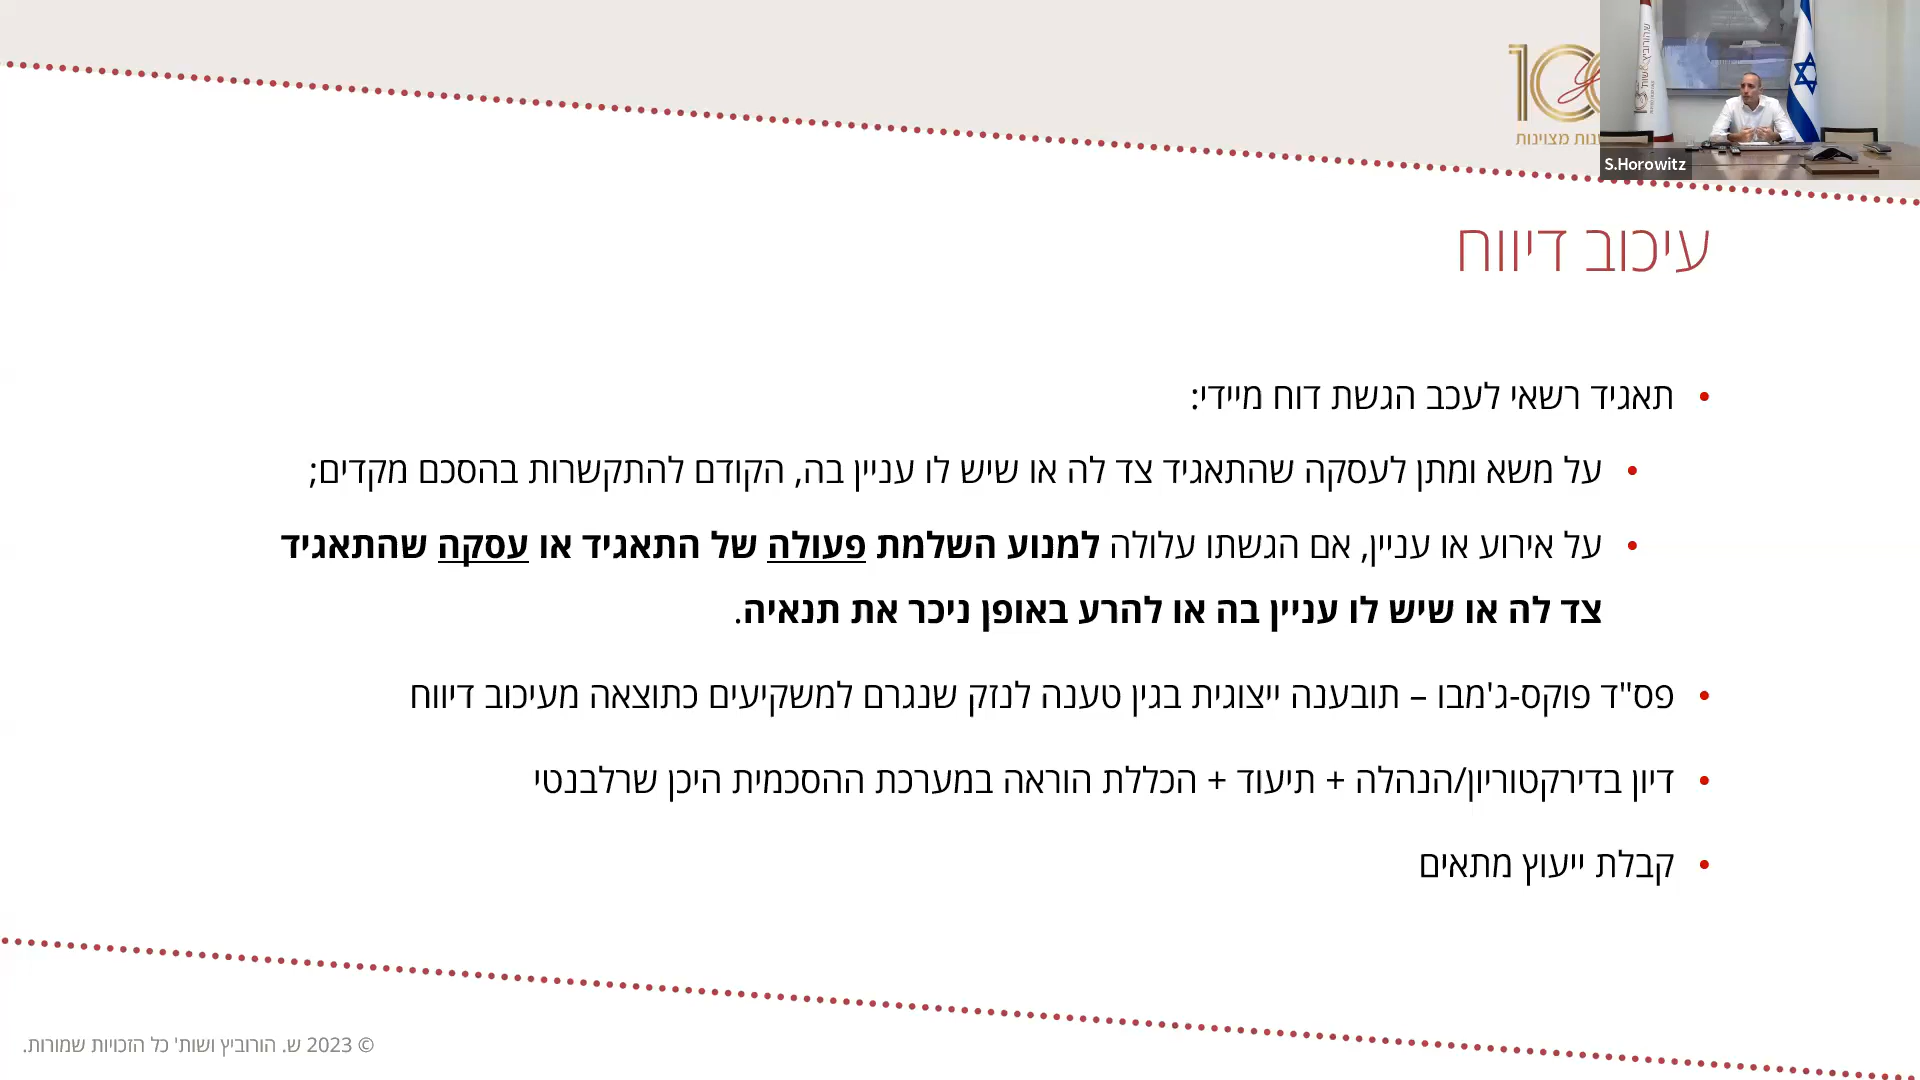 100
שנות מצוינות
S.Horowitz
עיכוב דיווח
• תאגיד רשאי לעכב הגשת דוח מיידי:
• על משא ומתן לעסקה שהתאגיד צד לה או שיש לו עניין בה, הקודם להתקשרות בהסכם מקדים;
• על אירוע או עניין, אם הגשתו עלולה למנוע השלמת פעולה של התאגיד או עסקה שהתאגיד
צד לה או שיש לו עניין בה או להרע באופן ניכר את תנאיה.
• פס"ד פוקס-ג'מבו – תובענה ייצוגית בגין טענה לנזק שנגרם למשקיעים כתוצאה מעיכוב דיווח
• דיון בדירקטוריון/הנהלה + תיעוד + הכללת הוראה במערכת ההסכמית היכן שרלבנטי
• קבלת ייעוץ מתאים
© 2023 ש. הורוביץ ושות' כל הזכויות שמורות.